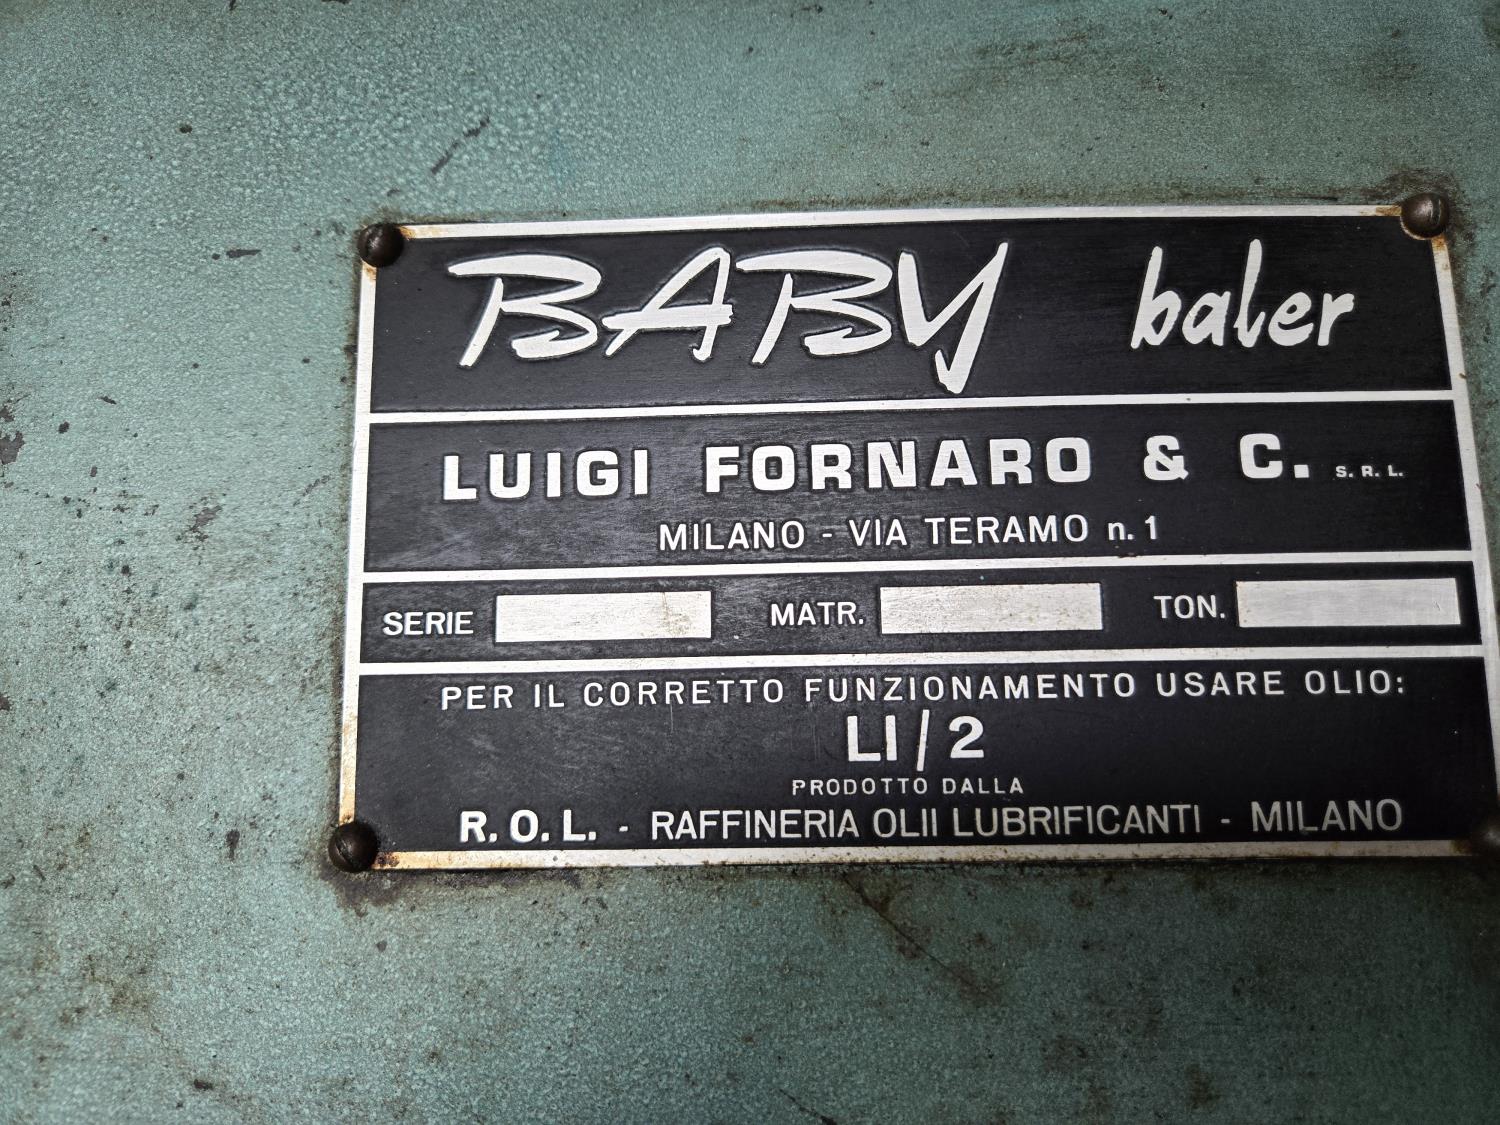 BABY baler
LUIGI FORNARO & C. S. R. L.
MILANO - VIA TERAMO n. 1
SERIE MATR. TON.
PER IL CORRETTO FUNZIONAMENTO USARE OLIO:
LI/2
PRODOTTO DALLA
R. O. L. - RAFFINERIA OLII LUBRIFICANTI - MILANO